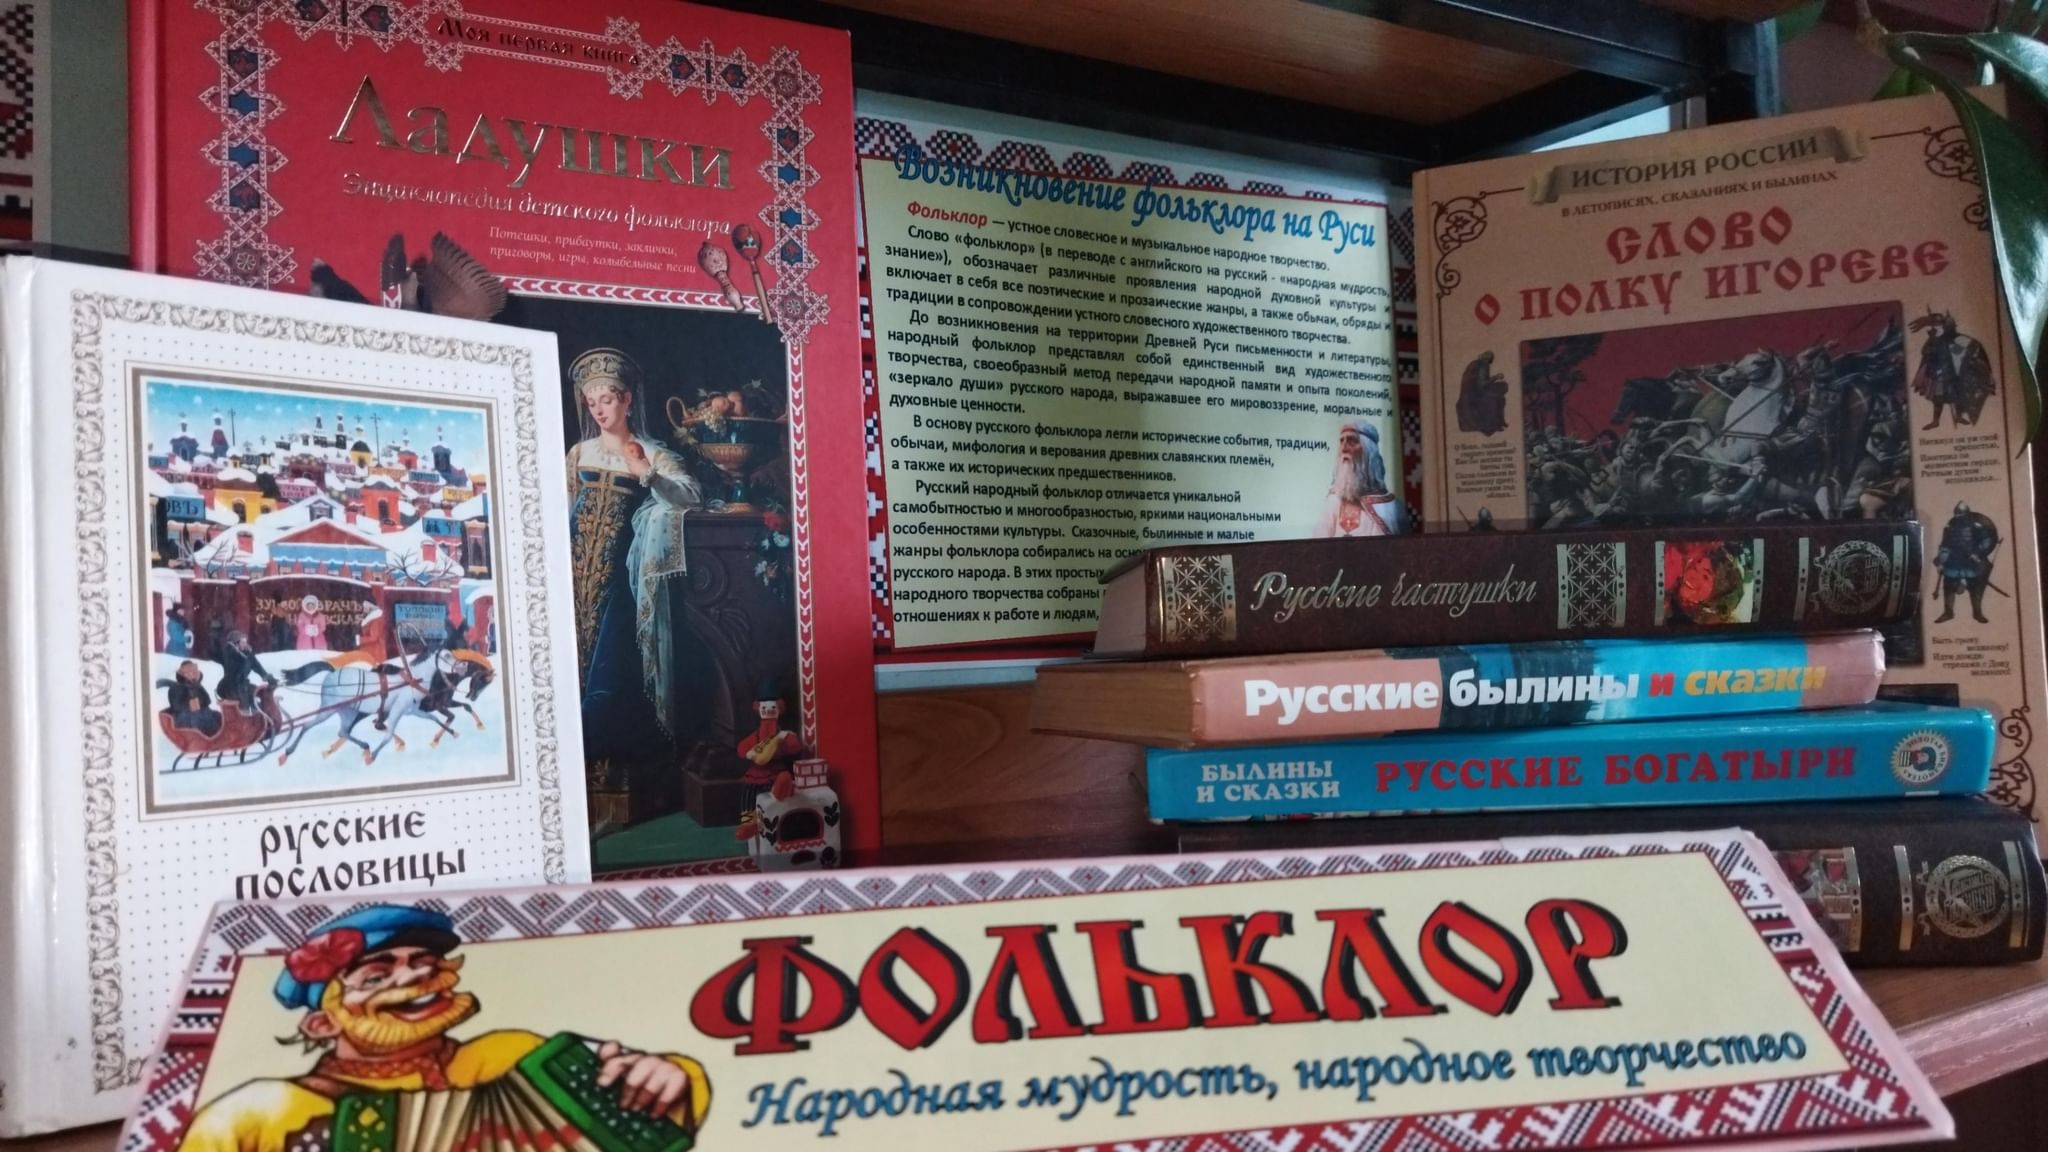 Моя первая книга
Ладушки
Энциклопедия детского фольклора
Потешки, прибаутки, заклички,
приговоры, игры, колыбельные песни
русские
пословицы
Возникновение фольклора на Руси
Фольклор — устное словесное и музыкальное народное творчество.
Слово «фольклор» (в переводе с английского на русский - «народная мудрость,
знание»), обозначает различные проявления народной духовной культуры и
включает в себя все поэтические и прозаические жанры, а также обычаи, обряды и
традиции в сопровождении устного словесного художественного творчества.
До возникновения на территории Древней Руси письменности и литературы,
народный фольклор представлял собой единственный вид художественного
творчества, своеобразный метод передачи народной памяти и опыта поколений,
«зеркало души» русского народа, выражавшее его мировоззрение, моральные и
духовные ценности.
В основу русского фольклора легли исторические события, традиции,
обычаи, мифология и верования древних славянских племён,
а также их исторических предшественников.
Русский народный фольклор отличается уникальной
самобытностью и многообразностью, яркими национальными
особенностями культуры. Сказочные, былинные и малые
жанры фольклора собирались на осно
русского народа. В этих простых
народного творчества собраны
отношениях к работе и людям,
ИСТОРИЯ РОССИИ
В ЛЕТОПИСЯХ, СКАЗАНИЯХ И БЫЛИНАХ
СЛОВО
О ПОЛКУ ИГОРЕВЕ
Русские частушки
Русские былины и сказки
БЫЛИНЫ
И СКАЗКИ
РУССКИЕ БОГАТЫРИ
ФОЛЬКЛОР
Народная мудрость, народное творчество